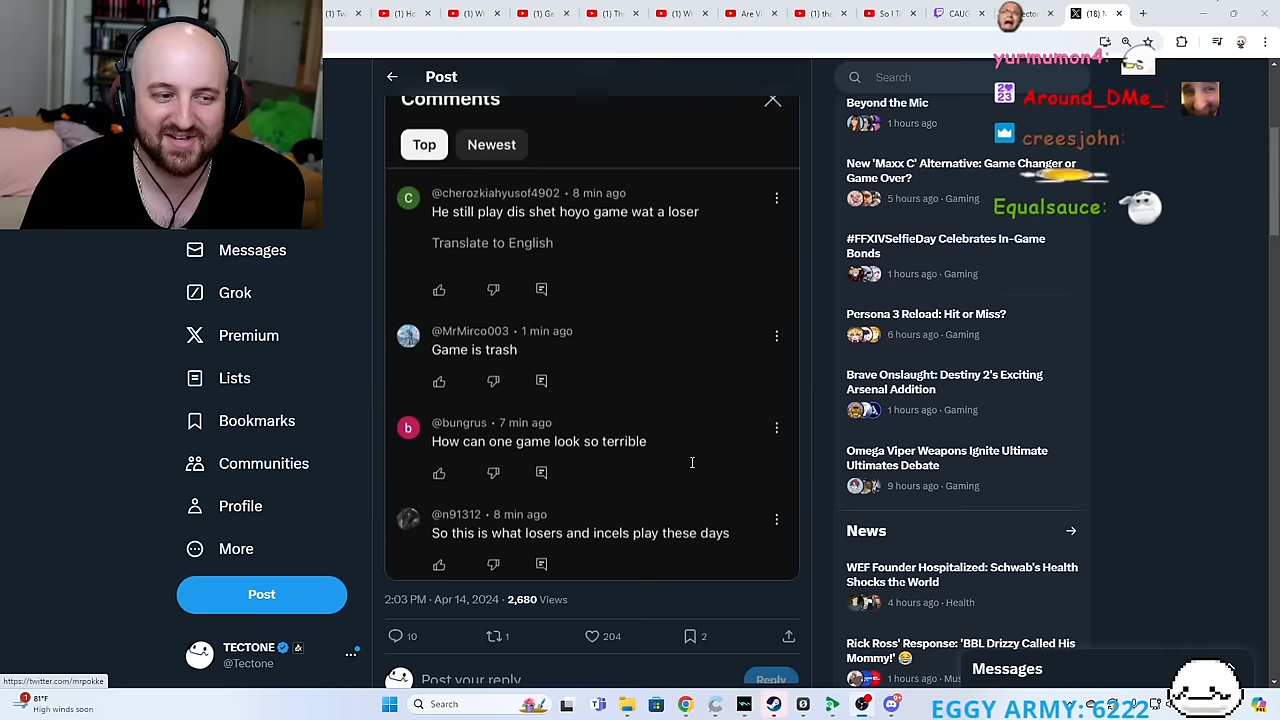 (18)
yurmumon4:
Around_DMe_:
creesjohn:
Equalsauce:
Post
Search
Comments
Top
Newest
@cherozkiahyusof4902 • 8 min ago
He still play dis shet hoyo game wat a loser
Translate to English
@MrMirco003 • 1 min ago
Game is trash
@bungrus • 7 min ago
How can one game look so terrible
@n91312 • 8 min ago
So this is what losers and incels play these days
2:03 PM · Apr 14, 2024 · 2,680 Views
10
1
204
2
Post your reply
Reply
Messages
Grok
Premium
Lists
Bookmarks
Communities
Profile
More
Post
TECTONE
@Tectone
Beyond the Mic
1 hours ago
New 'Maxx C' Alternative: Game Changer or
Game Over?
5 hours ago · Gaming
#FFXIVSelfieDay Celebrates In-Game
Bonds
1 hours ago · Gaming
Persona 3 Reload: Hit or Miss?
6 hours ago · Gaming
Brave Onslaught: Destiny 2's Exciting
Arsenal Addition
1 hours ago · Gaming
Omega Viper Weapons Ignite Ultimate
Ultimates Debate
9 hours ago · Gaming
News
WEF Founder Hospitalized: Schwab's Health
Shocks the World
4 hours ago · Health
Rick Ross' Response: 'BBL Drizzy Called His
Mommy!'
Messages
https://twitter.com/mrpokke
81°F
High winds soon
Search
EGGY ARMY: 6222